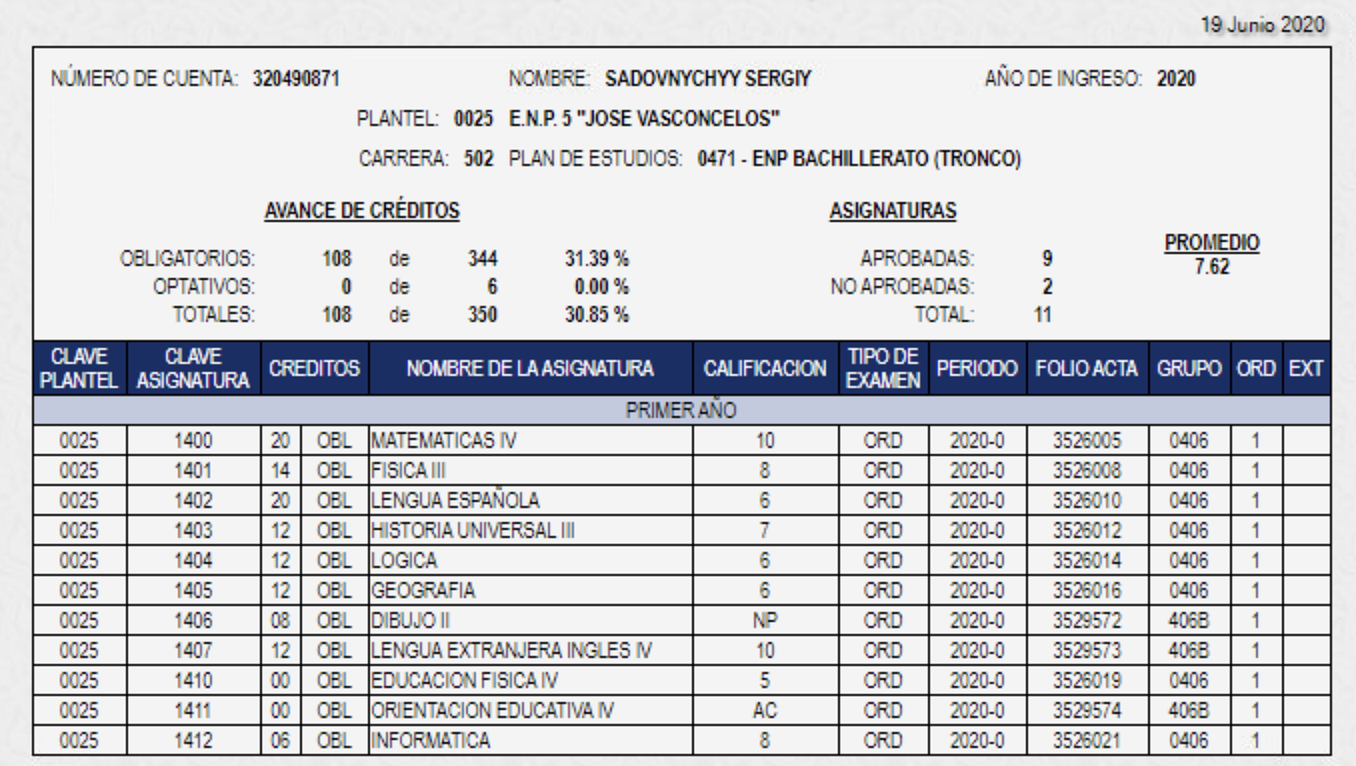 19 Junio 2020
NÚMERO DE CUENTA: 320490871 NOMBRE: SADOVNYCHYY SERGIY AÑO DE INGRESO: 2020
PLANTEL: 0025 E.N.P. 5 "JOSE VASCONCELOS"
CARRERA: 502 PLAN DE ESTUDIOS: 0471 - ENP BACHILLERATO (TRONCO)
AVANCE DE CRÉDITOS ASIGNATURAS
PROMEDIO
OBLIGATORIOS: 108 de 344 31.39 % APROBADAS: 9 7.62
OPTATIVOS: 0 de 6 0.00 % NO APROBADAS: 2
TOTALES: 108 de 350 30.85 % TOTAL: 11
CLAVE PLANTEL CLAVE ASIGNATURA CREDITOS NOMBRE DE LA ASIGNATURA CALIFICACION TIPO DE EXAMEN PERIODO FOLIO ACTA GRUPO ORD EXT
PRIMER AÑO
0025 1400 20 OBL MATEMATICAS IV 10 ORD 2020-0 3526005 0406 1
0025 1401 14 OBL FISICA III 8 ORD 2020-0 3526008 0406 1
0025 1402 20 OBL LENGUA ESPAÑOLA 6 ORD 2020-0 3526010 0406 1
0025 1403 12 OBL HISTORIA UNIVERSAL III 7 ORD 2020-0 3526012 0406 1
0025 1404 12 OBL LOGICA 6 ORD 2020-0 3526014 0406 1
0025 1405 12 OBL GEOGRAFIA 6 ORD 2020-0 3526016 0406 1
0025 1406 08 OBL DIBUJO II NP ORD 2020-0 3529572 406B 1
0025 1407 12 OBL LENGUA EXTRANJERA INGLES IV 10 ORD 2020-0 3529573 406B 1
0025 1410 00 OBL EDUCACION FISICA IV 5 ORD 2020-0 3526019 0406 1
0025 1411 00 OBL ORIENTACION EDUCATIVA IV AC ORD 2020-0 3529574 406B 1
0025 1412 06 OBL INFORMATICA 8 ORD 2020-0 3526021 0406 1